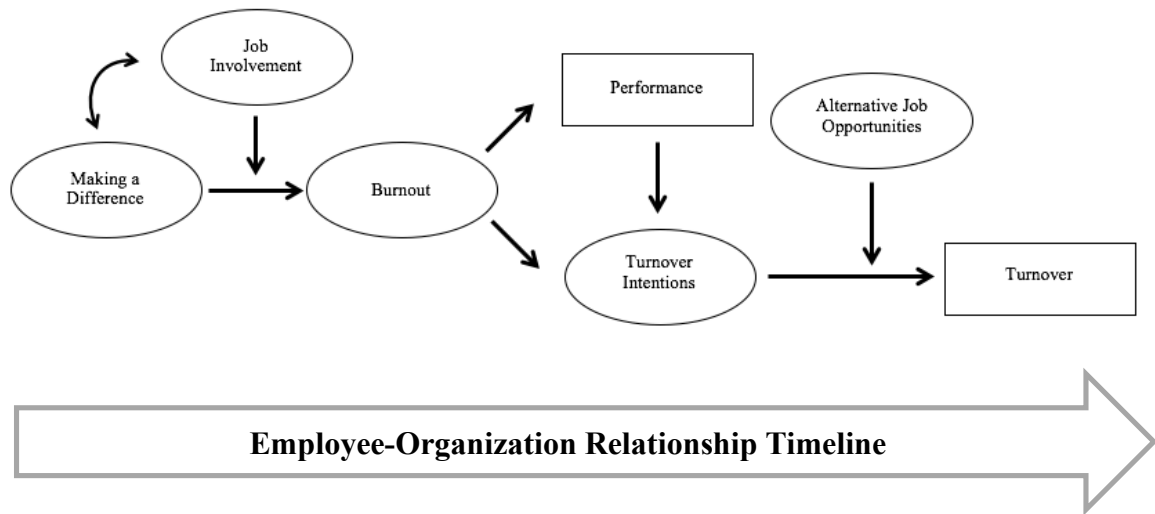 Job
Involvement
Performance
Alternative Job
Opportunities
Making a
Difference
Burnout
Turnover
Intentions
Turnover
Employee-Organization Relationship Timeline